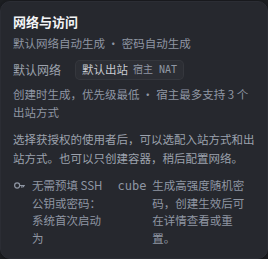 网络与访问
默认网络自动生成 · 密码自动生成
默认网络 默认出站 宿主 NAT
创建时生成，优先级最低 · 宿主最多支持 3 个
出站方式
选择获授权的使用者后，可以选配入站方式和出
站方式。也可以只创建容器，稍后配置网络。
无需预填 SSH
公钥或密码：
系统首次启动
为
cube
生成高强度随机密
码，创建生效后可
在详情查看或重
置。